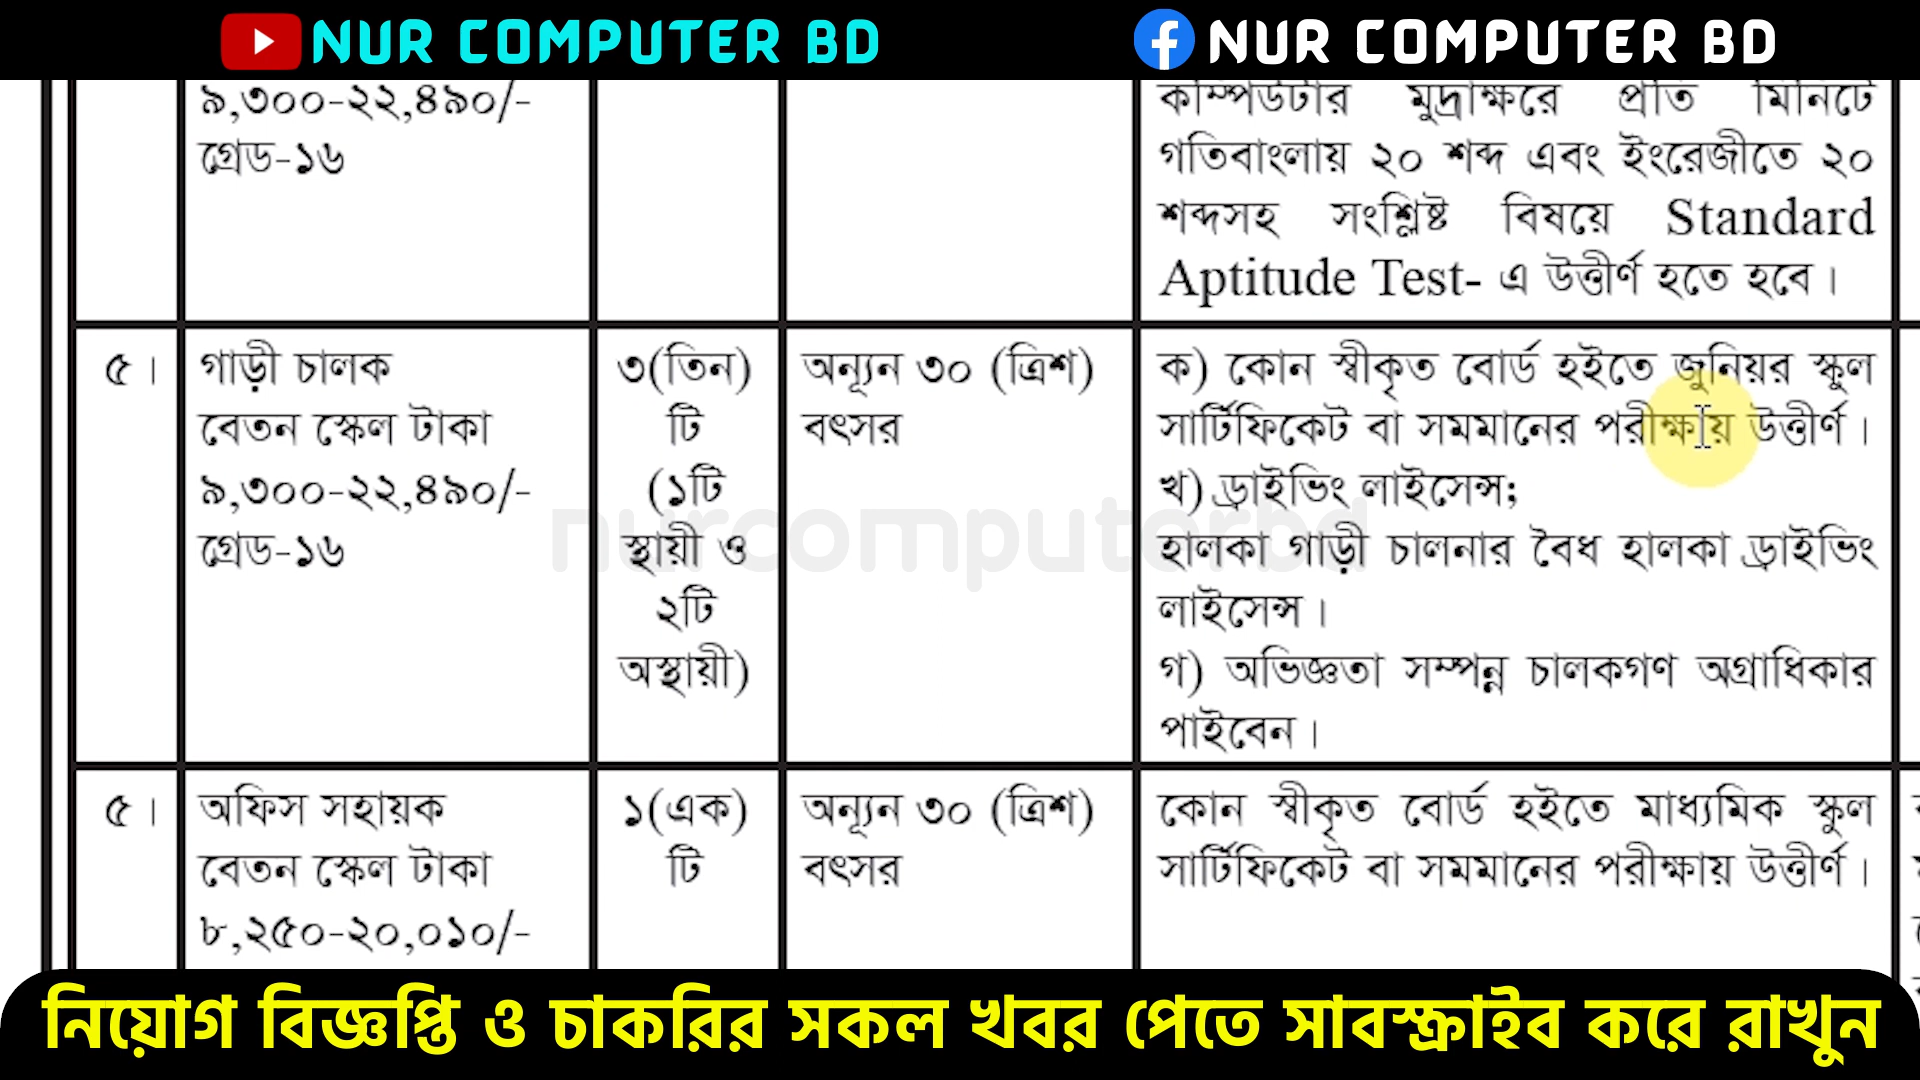 NUR COMPUTER BD
NUR COMPUTER BD
৯,৩০০-২২,৪৯০/-
গ্রেড-১৬
কম্পিউটার মুদ্রাক্ষরে প্রতি মিনিটে
গতিবাংলায় ২০ শব্দ এবং ইংরেজীতে ২০
শব্দসহ সংশ্লিষ্ট বিষয়ে Standard
Aptitude Test- এ উত্তীর্ণ হতে হবে।
৫।
গাড়ী চালক
বেতন স্কেল টাকা
৯,৩০০-২২,৪৯০/-
গ্রেড-১৬
৩(তিন)
টি
(১টি
স্থায়ী ও
২টি
অস্থায়ী)
অন্যূন ৩০ (ত্রিশ)
বৎসর
ক) কোন স্বীকৃত বোর্ড হইতে জুনিয়র স্কুল
সার্টিফিকেট বা সমমানের পরীক্ষায় উত্তীর্ণ।
খ) ড্রাইভিং লাইসেন্স;
হালকা গাড়ী চালনার বৈধ হালকা ড্রাইভিং
লাইসেন্স।
গ) অভিজ্ঞতা সম্পন্ন চালকগণ অগ্রাধিকার
পাইবেন।
nurcomputerbd
৫।
অফিস সহায়ক
বেতন স্কেল টাকা
৮,২৫০-২০,০১০/-
১(এক)
টি
অন্যূন ৩০ (ত্রিশ)
বৎসর
কোন স্বীকৃত বোর্ড হইতে মাধ্যমিক স্কুল
সার্টিফিকেট বা সমমানের পরীক্ষায় উত্তীর্ণ।
নিয়োগ বিজ্ঞপ্তি ও চাকরির সকল খবর পেতে সাবস্ক্রাইব করে রাখুন